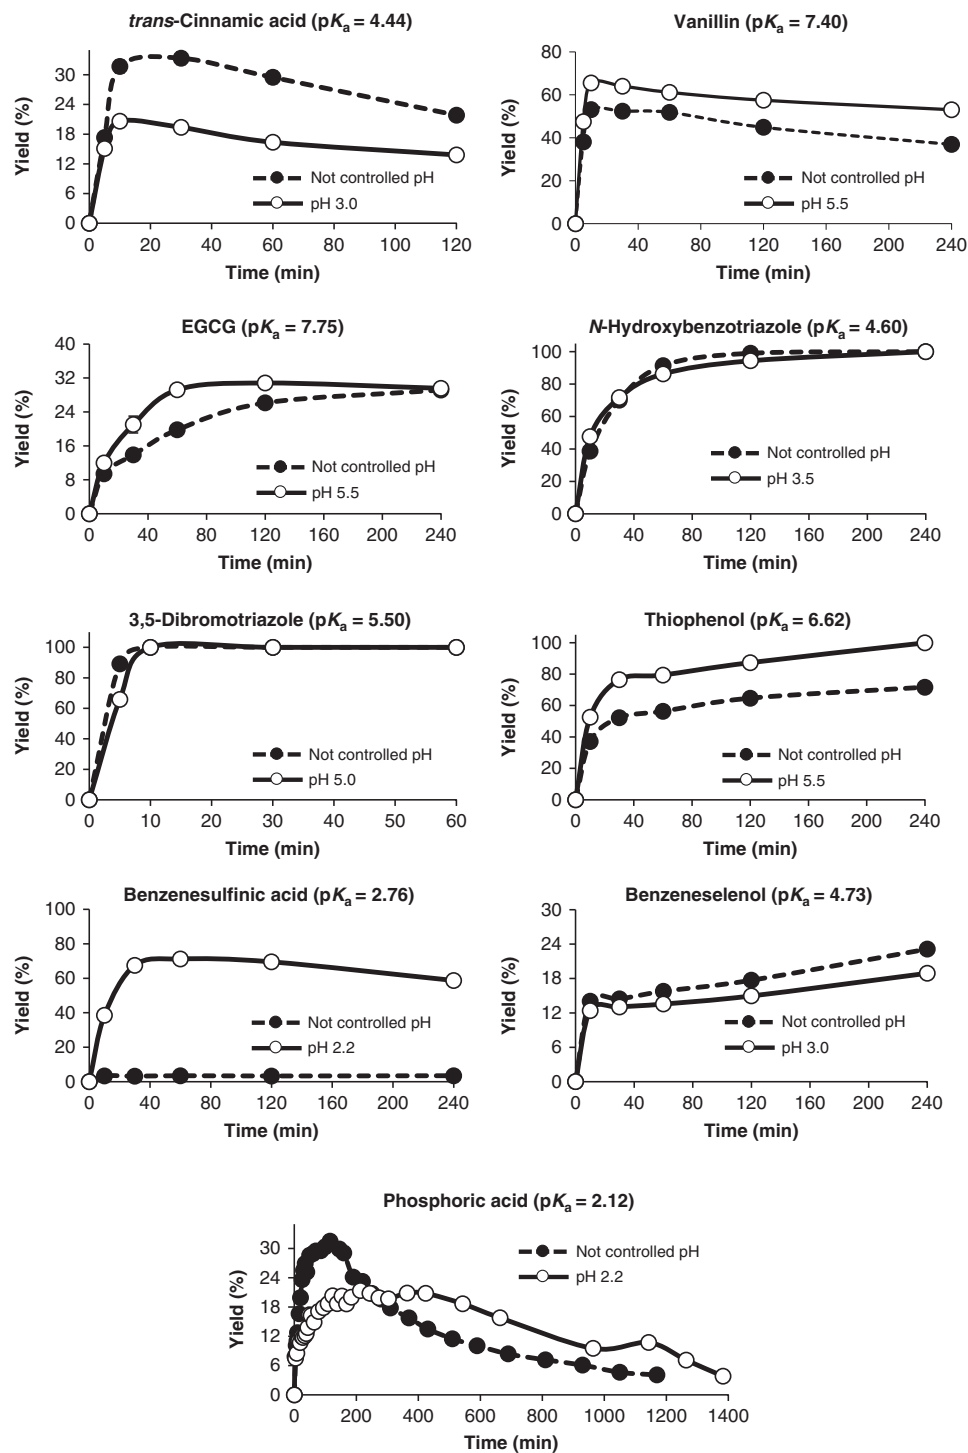 trans-Cinnamic acid (pKa = 4.44)
Yield (%)
30
24
18
12
6
0
0 20 40 60 80 100 120
Time (min)
Not controlled pH
pH 3.0
Vanillin (pKa = 7.40)
Yield (%)
80
60
40
20
0
0 40 80 120 160 200 240
Time (min)
Not controlled pH
pH 5.5
EGCG (pKa = 7.75)
Yield (%)
40
32
24
16
8
0
0 40 80 120 160 200 240
Time (min)
Not controlled pH
pH 5.5
N-Hydroxybenzotriazole (pKa = 4.60)
Yield (%)
100
80
60
40
20
0
0 40 80 120 160 200 240
Time (min)
Not controlled pH
pH 3.5
3,5-Dibromotriazole (pKa = 5.50)
Yield (%)
100
80
60
40
20
0
0 10 20 30 40 50 60
Time (min)
Not controlled pH
pH 5.0
Thiophenol (pKa = 6.62)
Yield (%)
100
80
60
40
20
0
0 40 80 120 160 200 240
Time (min)
Not controlled pH
pH 5.5
Benzenesulfinic acid (pKa = 2.76)
Yield (%)
100
80
60
40
20
0
0 40 80 120 160 200 240
Time (min)
Not controlled pH
pH 2.2
Benzeneselenol (pKa = 4.73)
Yield (%)
30
24
18
12
6
0
0 40 80 120 160 200 240
Time (min)
Not controlled pH
pH 3.0
Phosphoric acid (pKa = 2.12)
Yield (%)
30
24
18
12
6
0
0 200 400 600 800 1000 1200 1400
Time (min)
Not controlled pH
pH 2.2